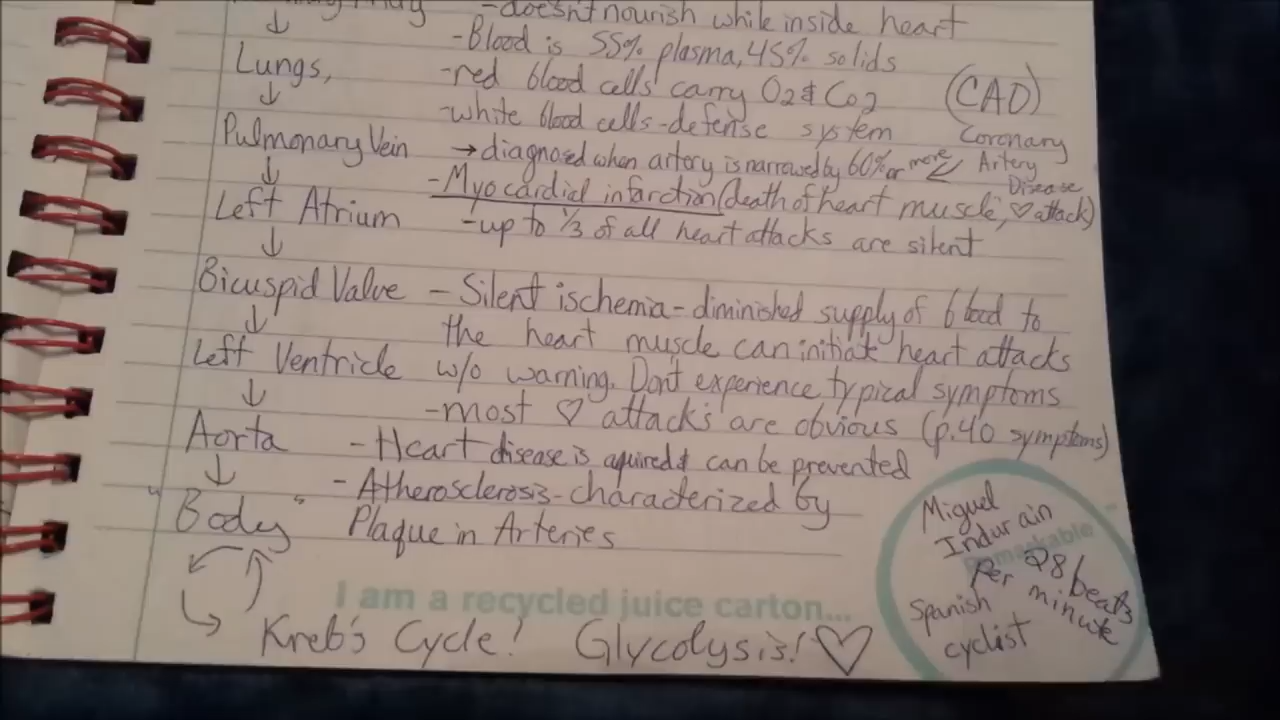 -doesn't nourish while inside heart
↓
-Blood is 55% plasma, 45% solids
Lungs,
-red blood cells carry O2 & Co2
(CAD)
↓
-white blood cells-defense system
Coronary
Artery
Disease
Pulmonary Vein
→ diagnosed when artery is narrowed by 60% or more
↓
-Myocardial infarction (death of heart muscle, ♡ attack)
Left Atrium
-up to 1/3 of all heart attacks are silent
↓
Bicuspid Valve
- Silent ischemia - diminished supply of blood to
↓
the heart muscle can initiate heart attacks
Left Ventricle
w/o warning. Don't experience typical symptoms
↓
-most ♡ attacks are obvious (p.40 symptoms)
Aorta
- Heart disease is aquired & can be prevented
↓
- Atherosclerosis-characterized by
"Body"
Plaque in Arteries
I am a recycled juice carton...
Kreb's Cycle! Glycolysis! ♡
Miguel
Indurain
28 beats
Per minute
Spanish
cyclist